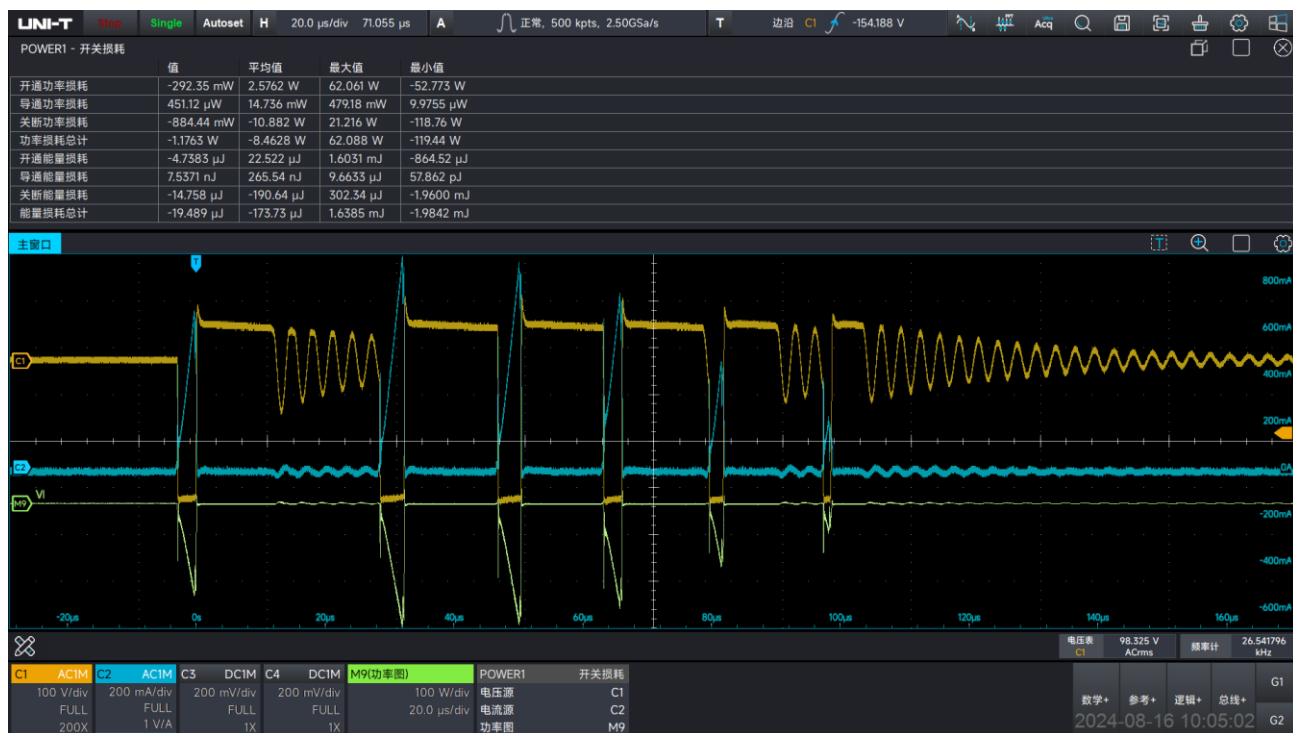 UNI-T Stop Single Autoset H 20.0 μs/div 71.055 μs A 正常, 500 kpts, 2.50GSa/s T 边沿 C1 -154.188 V Acq
POWER1 - 开关损耗
值 平均值 最大值 最小值
开通功率损耗 -292.35 mW 2.5762 W 62.061 W -52.773 W
导通功率损耗 451.12 μW 14.736 mW 479.18 mW 9.9755 μW
关断功率损耗 -884.44 mW -10.882 W 21.216 W -118.76 W
功率损耗总计 -1.1763 W -8.4628 W 62.088 W -119.44 W
开通能量损耗 -4.7383 μJ 22.522 μJ 1.6031 mJ -864.52 μJ
导通能量损耗 7.5371 nJ 265.54 nJ 9.6633 μJ 57.862 pJ
关断能量损耗 -14.758 μJ -190.64 μJ 302.34 μJ -1.9600 mJ
能量损耗总计 -19.489 μJ -173.73 μJ 1.6385 mJ -1.9842 mJ
主窗口 T
T
800mA
600mA
C1
400mA
200mA
C2 0A
M9 VI
-200mA
-400mA
-600mA
-20μs 0s 20μs 40μs 60μs 80μs 100μs 120μs 140μs 160μs
电压表 C1 98.325 V ACrms 频率计 26.541796 kHz
C1 AC1M C2 AC1M C3 DC1M C4 DC1M M9(功率图) POWER1 开关损耗 G1
100 V/div 200 mA/div 200 mV/div 200 mV/div 100 W/div 电压源 C1
FULL FULL FULL FULL 20.0 μs/div 电流源 C2 数学+ 参考+ 逻辑+ 总线+
200X 1 V/A 1X 1X 功率图 M9 2024-08-16 10:05:02 G2